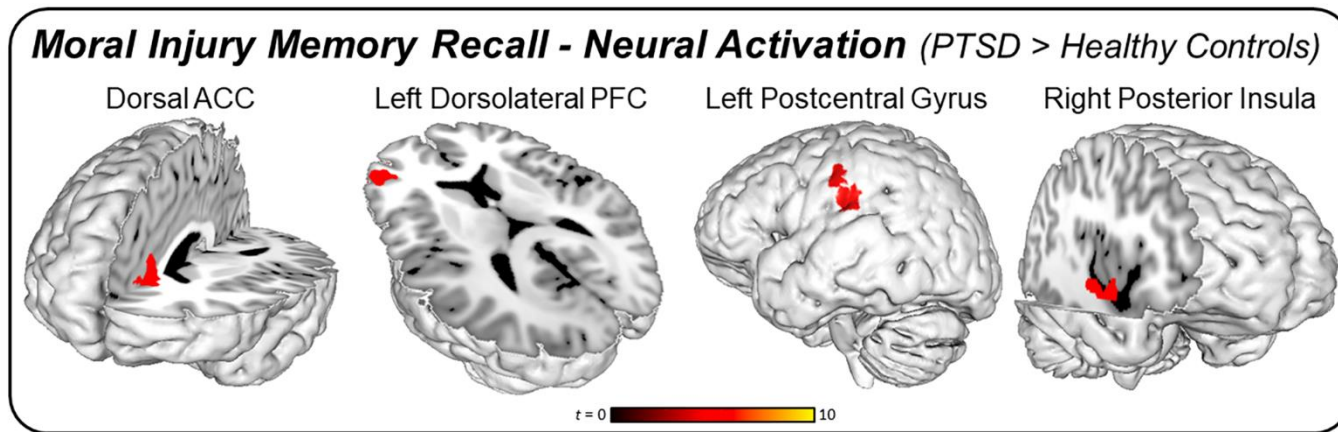 Moral Injury Memory Recall - Neural Activation (PTSD > Healthy Controls)
Dorsal ACC
Left Dorsolateral PFC
Left Postcentral Gyrus
Right Posterior Insula
t = 0
10